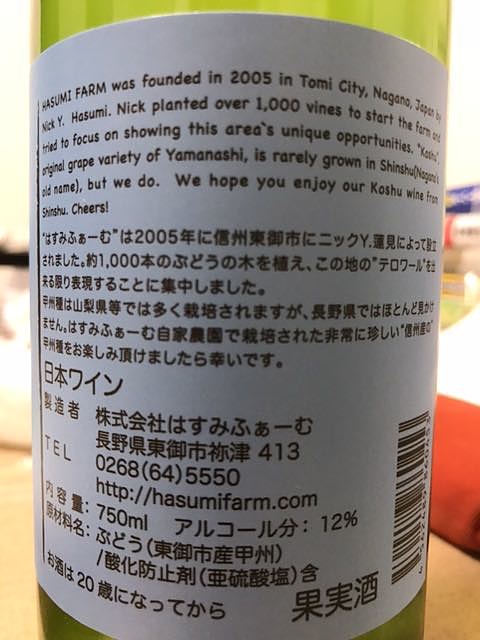 HASUMI FARM was founded in 2005 in Tomi City, Nagano, Japan by
Nick Y. Hasumi. Nick planted over 1,000 vines to start the farm and
tried to focus on showing this area`s unique opportunities. "Koshu",
original grape variety of Yamanashi, is rarely grown in Shinshu(Nagano's
old name), but we do. We hope you enjoy our Koshu wine from
Shinshu. Cheers!
"はすみふぁーむ"は2005年に信州東御市にニックY.蓮見によって設立
されました。約1,000本のぶどうの木を植え、この地の"テロワール"を出
来る限り表現することに集中しました。
甲州種は山梨県等では多く栽培されますが、長野県ではほとんど見かけ
ません。はすみふぁーむ自家農園で栽培された非常に珍しい"信州産の"
甲州種をお楽しみ頂けましたら幸いです。
日本ワイン
製造者 株式会社はすみふぁーむ
長野県東御市祢津 413
TEL 0268(64)5550
http://hasumifarm.com
内容量: 750ml アルコール分: 12%
原材料名: ぶどう(東御市産甲州)
/酸化防止剤(亜硫酸塩)含
お酒は20歳になってから 果実酒